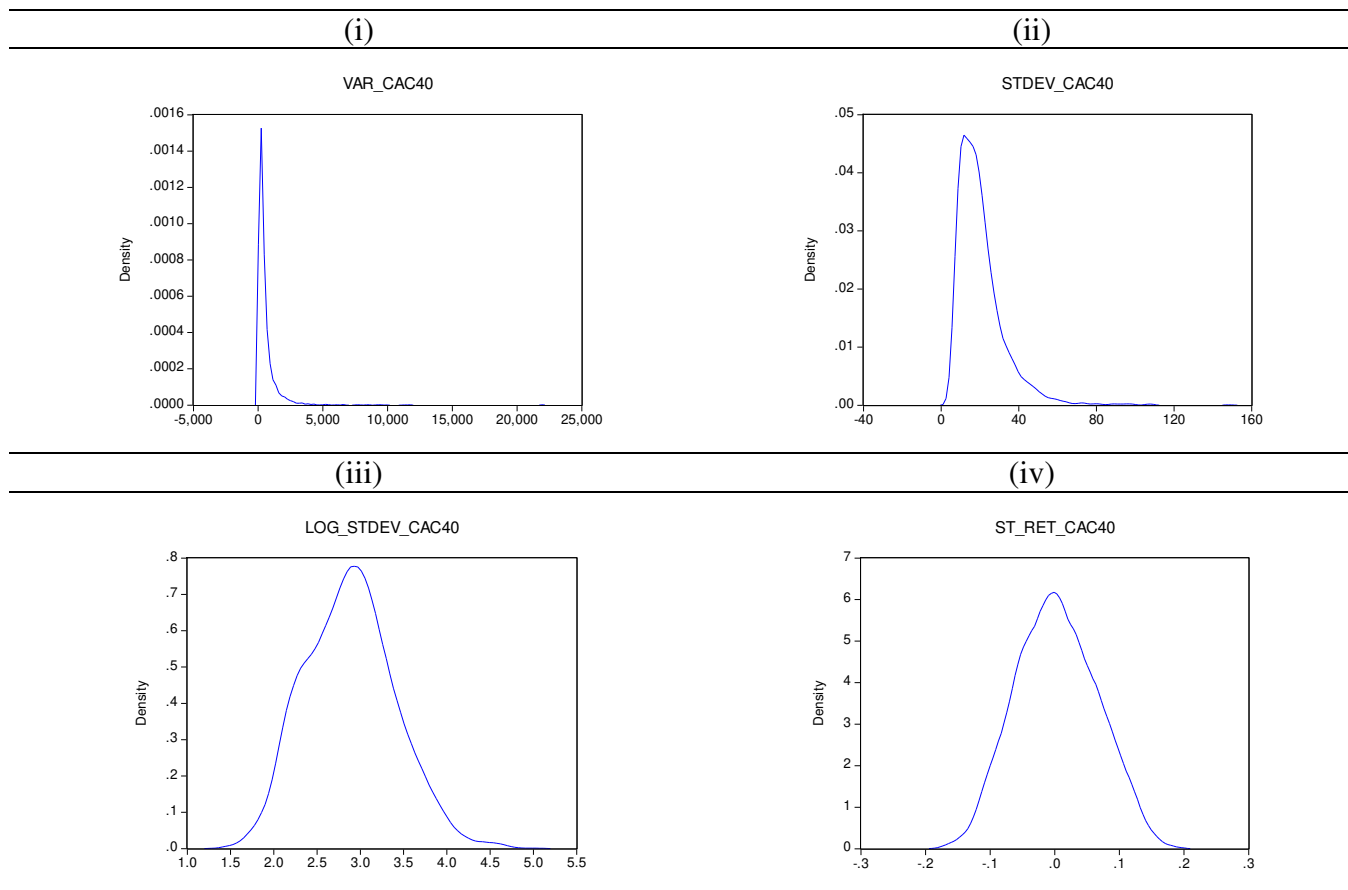 (i) (ii)
VAR_CAC40
Density
.0016
.0014
.0012
.0010
.0008
.0006
.0004
.0002
.0000
-5,000 0 5,000 10,000 15,000 20,000 25,000
STDEV_CAC40
Density
.05
.04
.03
.02
.01
.00
-40 0 40 80 120 160
(iii) (iv)
LOG_STDEV_CAC40
Density
.8
.7
.6
.5
.4
.3
.2
.1
.0
1.0 1.5 2.0 2.5 3.0 3.5 4.0 4.5 5.0 5.5
ST_RET_CAC40
Density
7
6
5
4
3
2
1
0
-.3 -.2 -.1 .0 .1 .2 .3